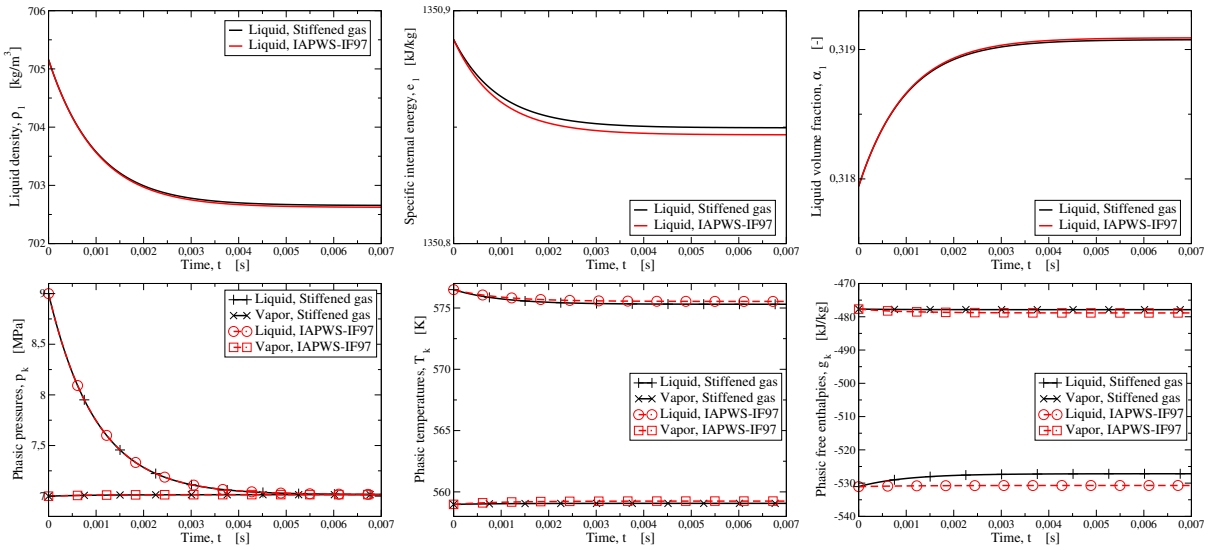 706
705
704
703
702
0
0,001
0,002
0,003
0,004
0,005
0,006
0,007
Time, t [s]
Liquid density, ρ_l [kg/m^3]
Liquid, Stiffened gas
Liquid, IAPWS-IF97
1350,9
1350,8
0
0,001
0,002
0,003
0,004
0,005
0,006
0,007
Time, t [s]
Specific internal energy, e_l [kJ/kg]
Liquid, Stiffened gas
Liquid, IAPWS-IF97
0,319
0,318
0
0,001
0,002
0,003
0,004
0,005
0,006
0,007
Time, t [s]
Liquid volume fraction, α_l [-]
Liquid, Stiffened gas
Liquid, IAPWS-IF97
9
8,5
8
7,5
7
0
0,001
0,002
0,003
0,004
0,005
0,006
0,007
Time, t [s]
Phasic pressures, p_k [MPa]
Liquid, Stiffened gas
Vapor, Stiffened gas
Liquid, IAPWS-IF97
Vapor, IAPWS-IF97
575
570
565
560
0
0,001
0,002
0,003
0,004
0,005
0,006
0,007
Time, t [s]
Phasic temperatures, T_k [K]
Liquid, Stiffened gas
Vapor, Stiffened gas
Liquid, IAPWS-IF97
Vapor, IAPWS-IF97
-470
-480
-490
-500
-510
-520
-530
-540
0
0,001
0,002
0,003
0,004
0,005
0,006
0,007
Time, t [s]
Phasic free enthalpies, g_k [kJ/kg]
Liquid, Stiffened gas
Vapor, Stiffened gas
Liquid, IAPWS-IF97
Vapor, IAPWS-IF97